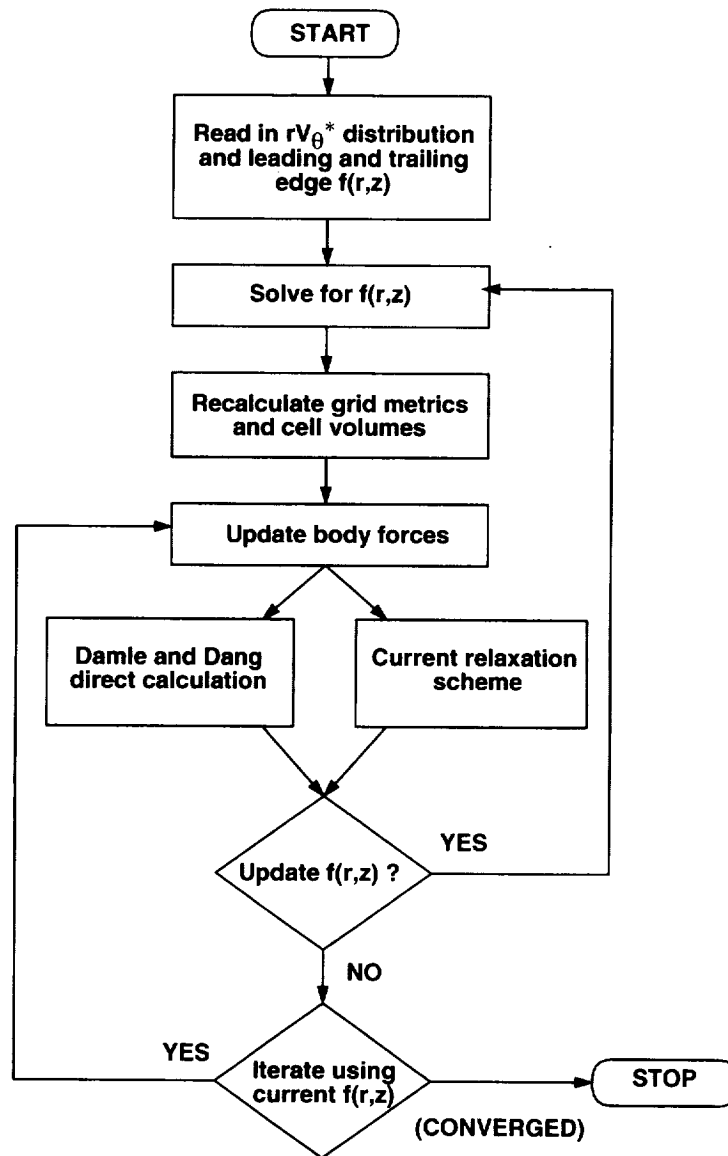 START
Read in rVθ* distribution
and leading and trailing
edge f(r,z)
Solve for f(r,z)
Recalculate grid metrics
and cell volumes
Update body forces
Damle and Dang
direct calculation
Current relaxation
scheme
Update f(r,z) ?
YES
NO
YES
Iterate using
current f(r,z)
STOP
(CONVERGED)